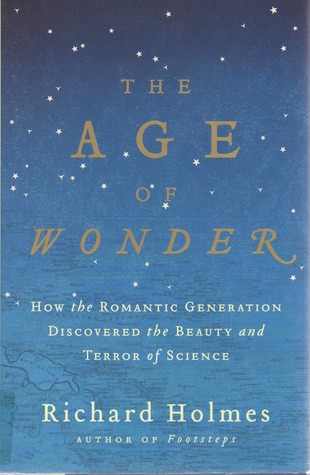 THE
AGE
OF
WONDER
HOW the ROMANTIC GENERATION
DISCOVERED the BEAUTY and
TERROR of SCIENCE
Richard Holmes
AUTHOR OF Footsteps